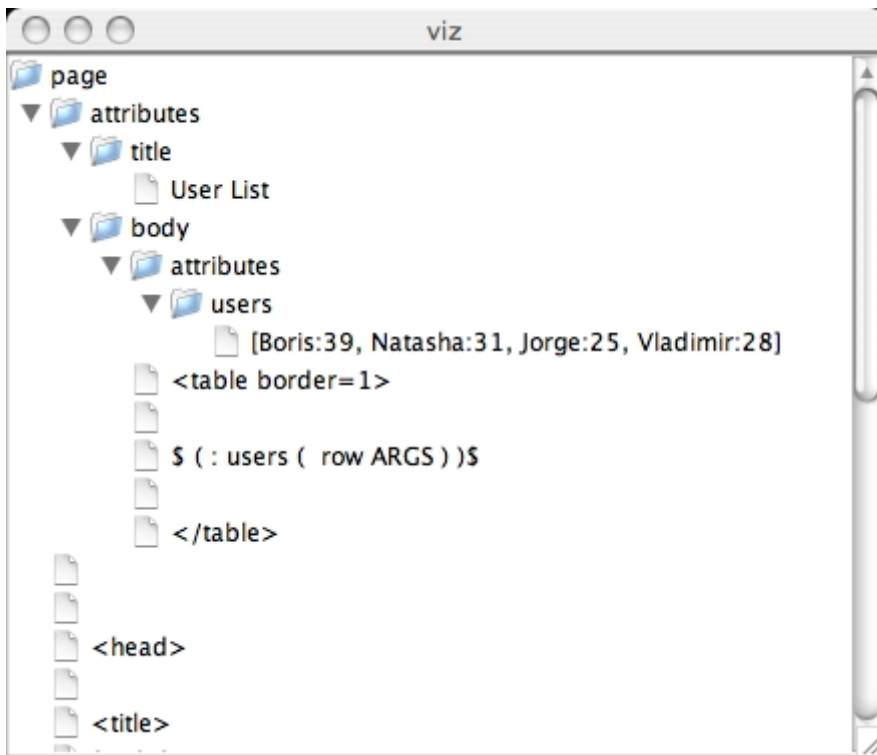 viz
page
attributes
title
User List
body
attributes
users
[Boris:39, Natasha:31, Jorge:25, Vladimir:28]
<table border=1>
$ ( : users (  row ARGS ) )$
</table>
<head>
<title>